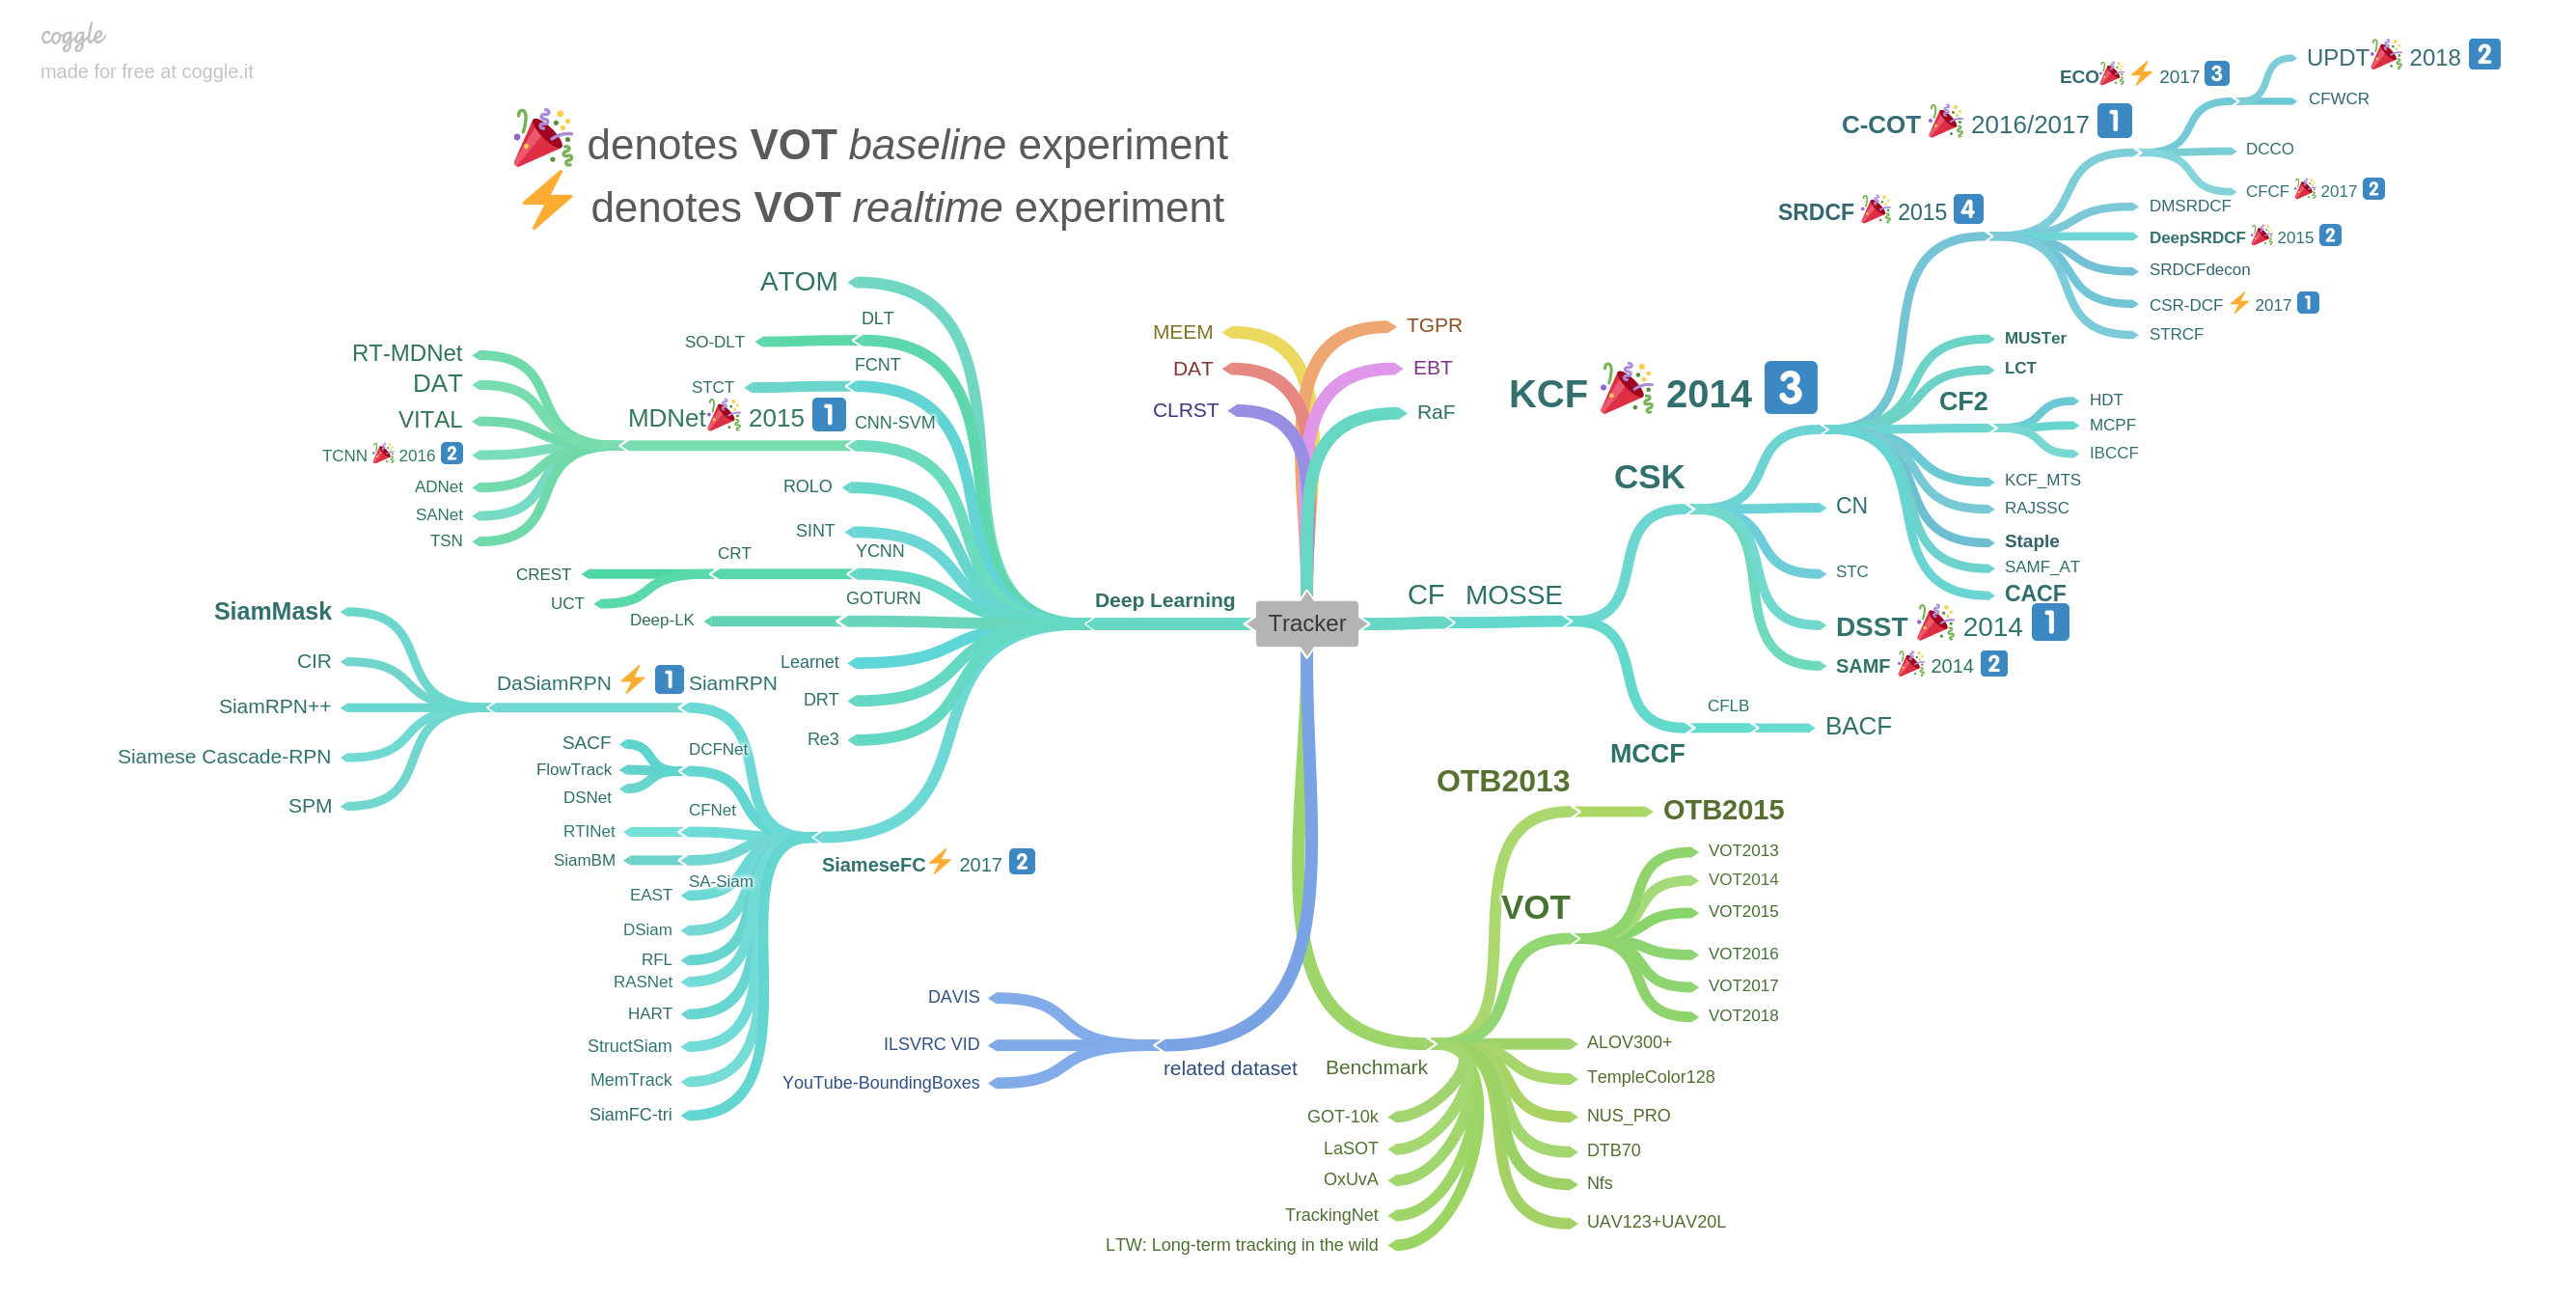 coggle
made for free at coggle.it
🎉 denotes VOT baseline experiment
⚡ denotes VOT realtime experiment
ATOM
DLT
SO-DLT
FCNT
STCT
CNN-SVM
MDNet🎉 2015 1️⃣
RT-MDNet
DAT
VITAL
TCNN 🎉 2016 2️⃣
ADNet
SANet
TSN
ROLO
SINT
YCNN
CRT
CREST
UCT
GOTURN
Deep-LK
Learnet
DRT
Re3
Deep Learning
SiameseFC⚡ 2017 2️⃣
SiamRPN
DaSiamRPN ⚡ 1️⃣
SiamMask
CIR
SiamRPN++
Siamese Cascade-RPN
SPM
DCFNet
SACF
FlowTrack
DSNet
CFNet
RTINet
SA-Siam
SiamBM
EAST
DSiam
RFL
RASNet
HART
StructSiam
MemTrack
SiamFC-tri
MEEM
DAT
CLRST
TGPR
EBT
RaF
Tracker
CF
MOSSE
CSK
KCF 🎉 2014 3️⃣
SRDCF 🎉 2015 4️⃣
C-COT 🎉 2016/2017 1️⃣
ECO🎉 ⚡ 2017 3️⃣
UPDT🎉 2018 2️⃣
CFWCR
DCCO
CFCF 🎉 2017 2️⃣
DMSRDCF
DeepSRDCF 🎉 2015 2️⃣
SRDCFdecon
CSR-DCF ⚡ 2017 1️⃣
STRCF
MUSTer
LCT
CF2
HDT
MCPF
IBCCF
KCF_MTS
RAJSSC
Staple
SAMF_AT
CACF
CN
STC
DSST 🎉 2014 1️⃣
SAMF 🎉 2014 2️⃣
MCCF
CFLB
BACF
OTB2013
OTB2015
VOT
VOT2013
VOT2014
VOT2015
VOT2016
VOT2017
VOT2018
Benchmark
ALOV300+
TempleColor128
NUS_PRO
DTB70
Nfs
UAV123+UAV20L
GOT-10k
LaSOT
OxUvA
TrackingNet
LTW: Long-term tracking in the wild
related dataset
DAVIS
ILSVRC VID
YouTube-BoundingBoxes